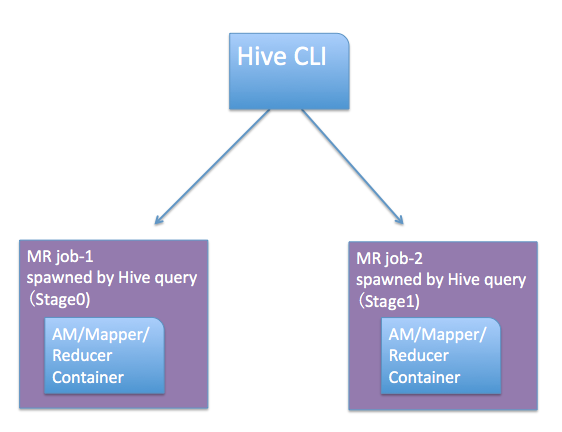 Hive CLI
MR job-1
spawned by Hive query
（Stage0)
AM/Mapper/
Reducer
Container
MR job-2
spawned by Hive query
（Stage1)
AM/Mapper/
Reducer
Container